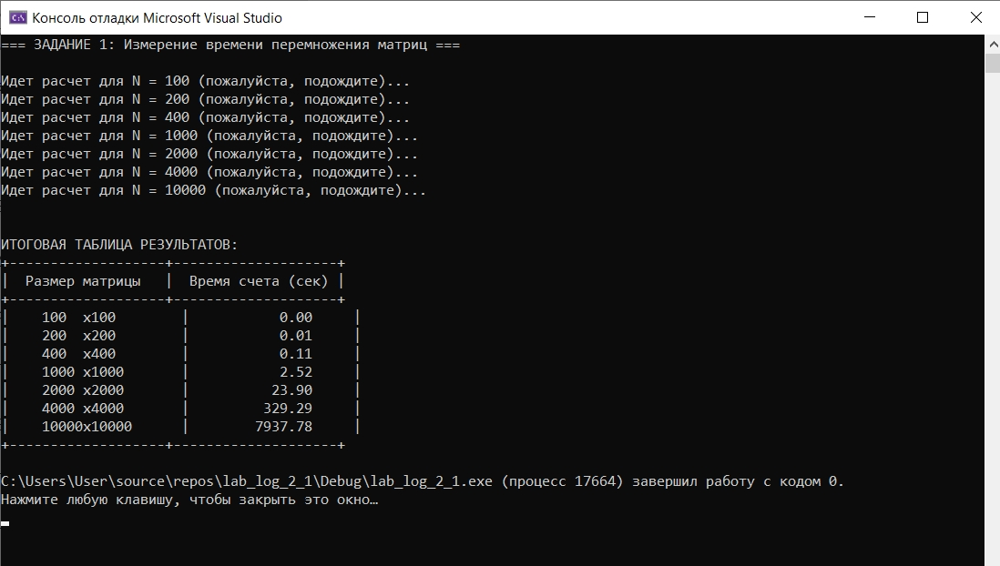 Консоль отладки Microsoft Visual Studio
=== ЗАДАНИЕ 1: Измерение времени перемножения матриц ===
Идет расчет для N = 100 (пожалуйста, подождите)...
Идет расчет для N = 200 (пожалуйста, подождите)...
Идет расчет для N = 400 (пожалуйста, подождите)...
Идет расчет для N = 1000 (пожалуйста, подождите)...
Идет расчет для N = 2000 (пожалуйста, подождите)...
Идет расчет для N = 4000 (пожалуйста, подождите)...
Идет расчет для N = 10000 (пожалуйста, подождите)...
ИТОГОВАЯ ТАБЛИЦА РЕЗУЛЬТАТОВ:
+-------------------+--------------------+
|  Размер матрицы   |  Время счета (сек) |
+-------------------+--------------------+
|    100  x100        |           0.00     |
|    200  x200        |           0.01     |
|    400  x400        |           0.11     |
|    1000 x1000       |           2.52     |
|    2000 x2000       |          23.90     |
|    4000 x4000       |         329.29     |
|    10000x10000      |        7937.78     |
+-------------------+--------------------+
C:\Users\User\source\repos\lab_log_2_1\Debug\lab_log_2_1.exe (процесс 17664) завершил работу с кодом 0.
Нажмите любую клавишу, чтобы закрыть это окно…